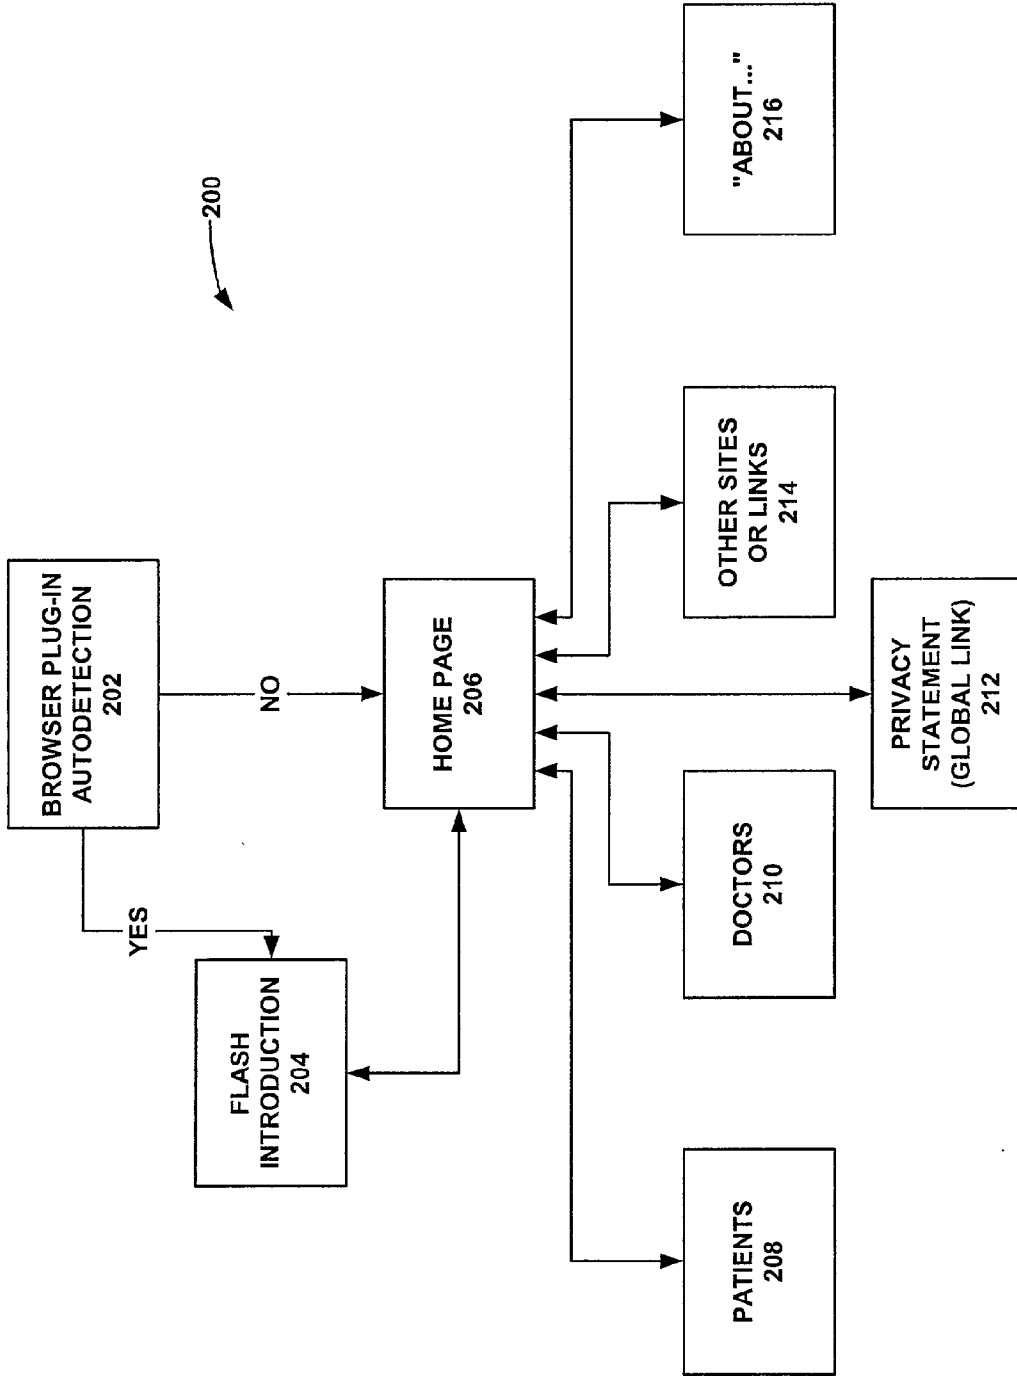 200
BROWSER PLUG-IN
AUTODETECTION
202
YES
NO
FLASH
INTRODUCTION
204
HOME PAGE
206
PATIENTS
208
DOCTORS
210
PRIVACY
STATEMENT
(GLOBAL LINK)
212
OTHER SITES
OR LINKS
214
"ABOUT..."
216